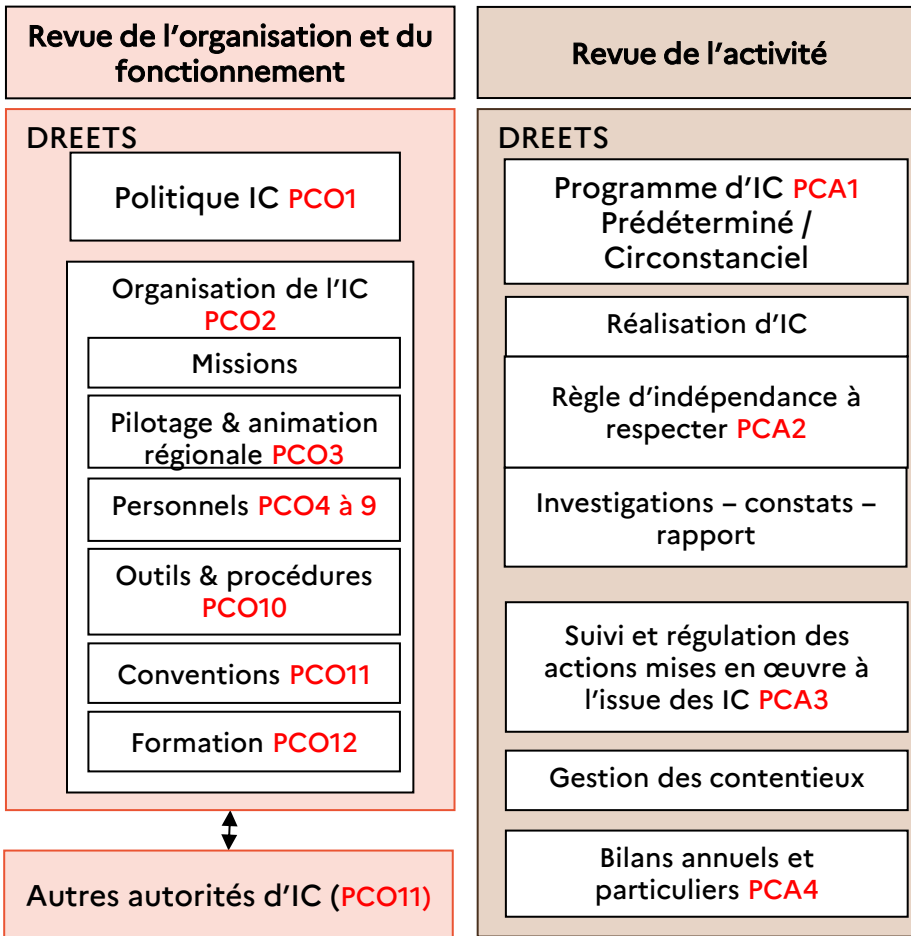 Revue de l'organisation et du
fonctionnement
DREETS
Politique IC PCO1
Organisation de l'IC
PCO2
Missions
Pilotage & animation
régionale PCO3
Personnels PCO4 à 9
Outils & procédures
PCO10
Conventions PCO11
Formation PCO12
Autres autorités d'IC (PCO11)
Revue de l'activité
DREETS
Programme d'IC PCA1
Prédéterminé /
Circonstanciel
Réalisation d'IC
Règle d'indépendance à
respecter PCA2
Investigations – constats –
rapport
Suivi et régulation des
actions mises en œuvre à
l'issue des IC PCA3
Gestion des contentieux
Bilans annuels et
particuliers PCA4